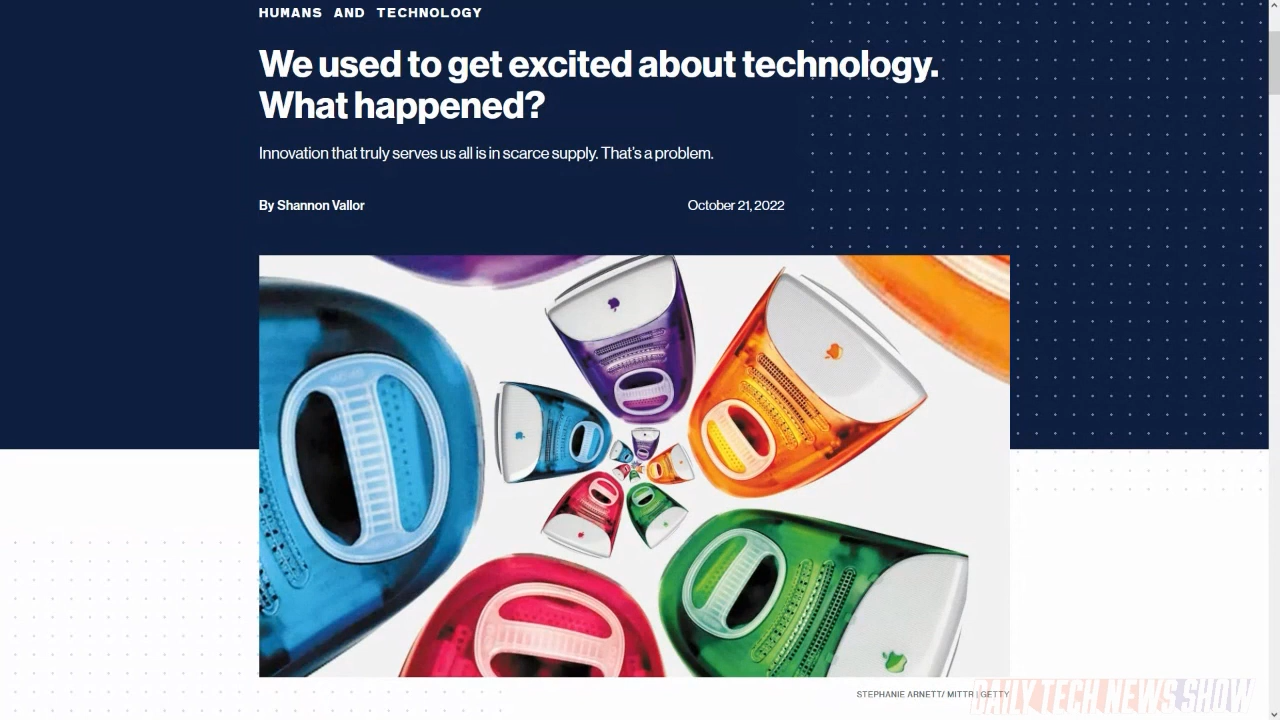 HUMANS AND TECHNOLOGY
We used to get excited about technology.
What happened?
Innovation that truly serves us all is in scarce supply. That's a problem.
By Shannon Vallor
October 21, 2022
STEPHANIE ARNETT/ MITTR | GETTY
DAILY TECH NEWS SHOW